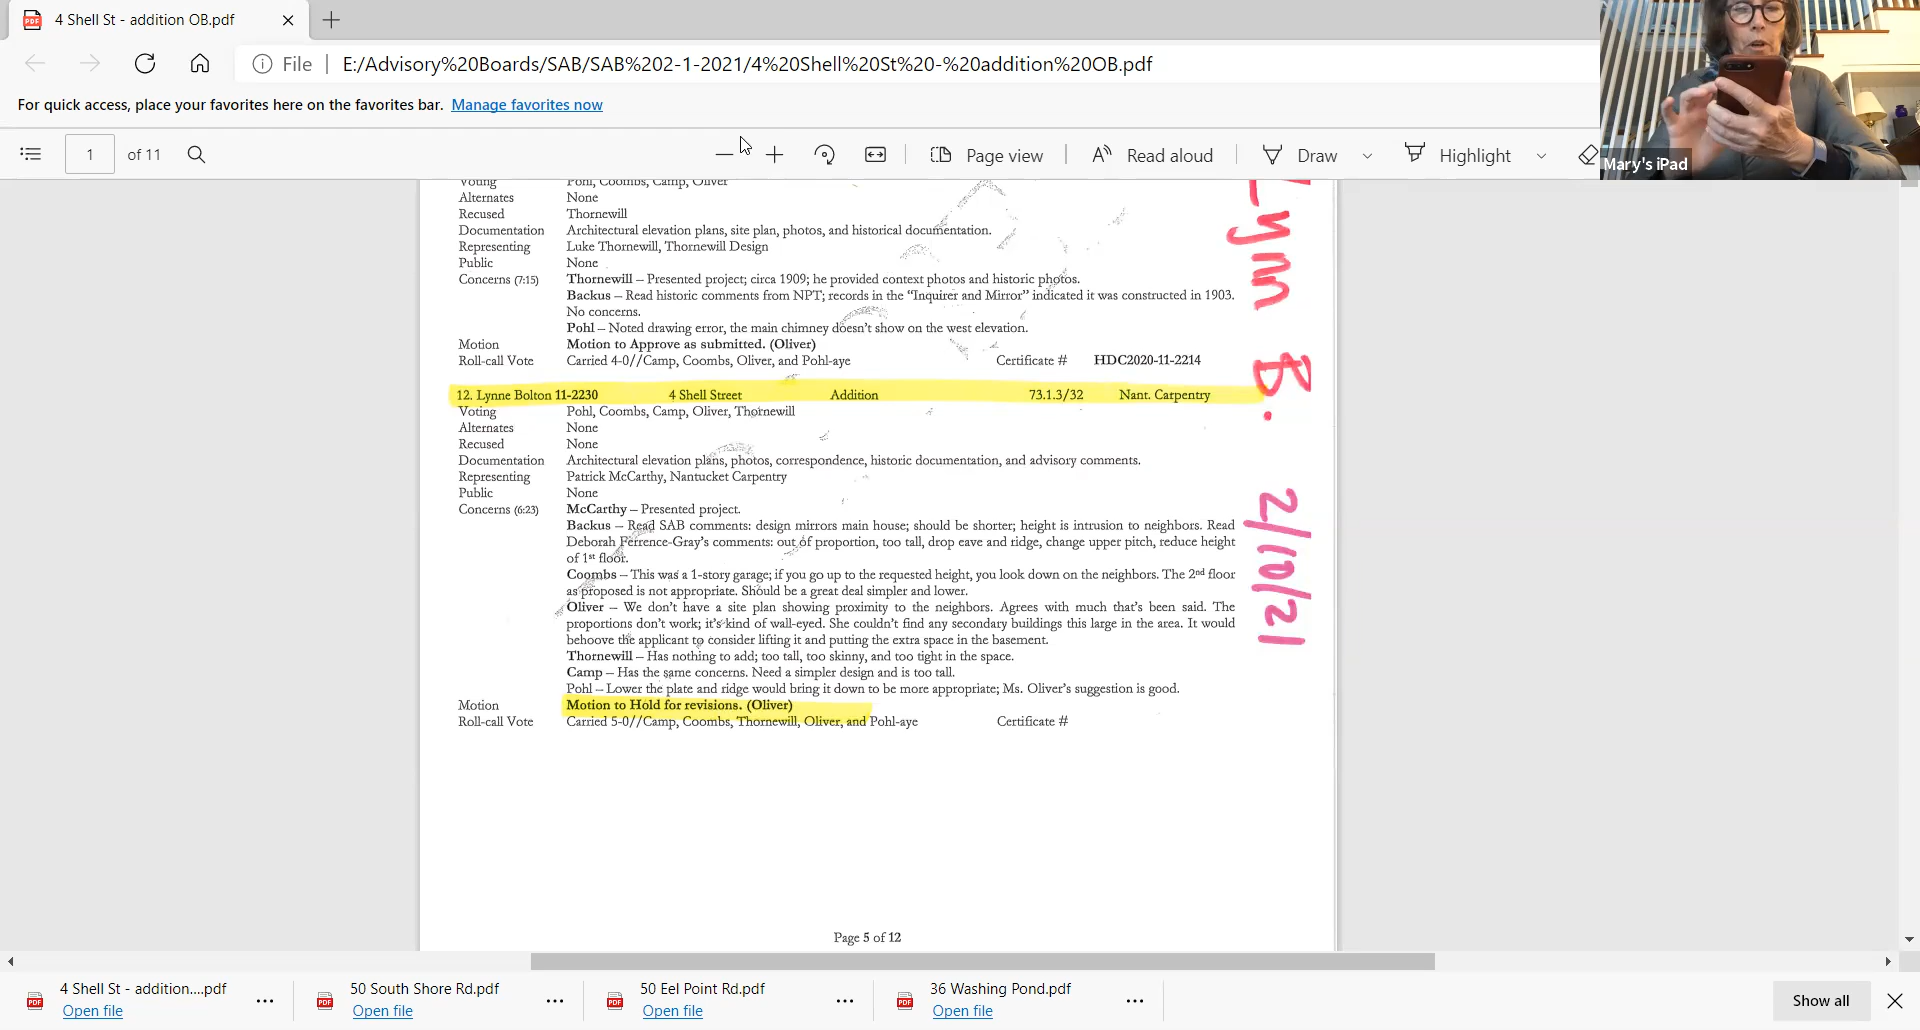 4 Shell St - addition OB.pdf
File | E:/Advisory%20Boards/SAB/SAB%202-1-2021/4%20Shell%20St%20-%20addition%20OB.pdf
For quick access, place your favorites here on the favorites bar. Manage favorites now
1 of 11
Page view
Read aloud
Draw
Highlight
Mary's iPad
Voting Pohl, Coombs, Camp, Oliver
Alternates None
Recused Thornewill
Documentation Architectural elevation plans, site plan, photos, and historical documentation.
Representing Luke Thornewill, Thornewill Design
Public None
Concerns (7:15) Thornewill – Presented project; circa 1909; he provided context photos and historic photos.
Backus – Read historic comments from NPT; records in the “Inquirer and Mirror” indicated it was constructed in 1903.
No concerns.
Pohl – Noted drawing error, the main chimney doesn't show on the west elevation.
Motion Motion to Approve as submitted. (Oliver)
Roll-call Vote Carried 4-0//Camp, Coombs, Oliver, and Pohl-aye Certificate # HDC2020-11-2214
12. Lynne Bolton 11-2230 4 Shell Street Addition 73.1.3/32 Nant. Carpentry
Voting Pohl, Coombs, Camp, Oliver, Thornewill
Alternates None
Recused None
Documentation Architectural elevation plans, photos, correspondence, historic documentation, and advisory comments.
Representing Patrick McCarthy, Nantucket Carpentry
Public None
Concerns (6:23) McCarthy – Presented project.
Backus – Read SAB comments: design mirrors main house; should be shorter; height is intrusion to neighbors. Read
Deborah Ferrence-Gray's comments: out of proportion, too tall, drop eave and ridge, change upper pitch, reduce height
of 1st floor.
Coombs – This was a 1-story garage; if you go up to the requested height, you look down on the neighbors. The 2nd floor
as proposed is not appropriate. Should be a great deal simpler and lower.
Oliver – We don't have a site plan showing proximity to the neighbors. Agrees with much that's been said. The
proportions don't work; it's kind of wall-eyed. She couldn't find any secondary buildings this large in the area. It would
behoove the applicant to consider lifting it and putting the extra space in the basement.
Thornewill – Has nothing to add; too tall, too skinny, and too tight in the space.
Camp – Has the same concerns. Need a simpler design and is too tall.
Pohl – Lower the plate and ridge would bring it down to be more appropriate; Ms. Oliver's suggestion is good.
Motion Motion to Hold for revisions. (Oliver)
Roll-call Vote Carried 5-0//Camp, Coombs, Thornewill, Oliver, and Pohl-aye Certificate #
Lynn B. 2/10/21
Page 5 of 12
4 Shell St - addition....pdf
Open file
50 South Shore Rd.pdf
Open file
50 Eel Point Rd.pdf
Open file
36 Washing Pond.pdf
Open file
Show all